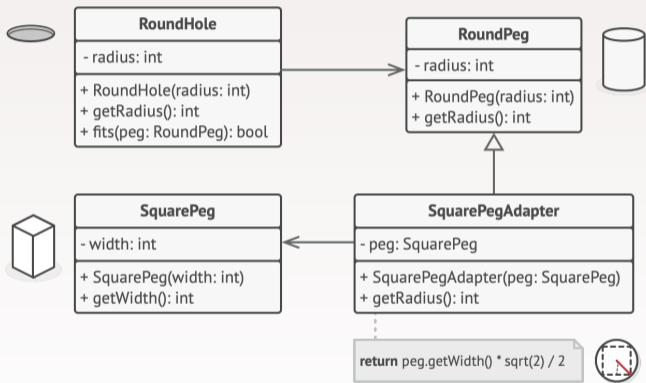 RoundHole
- radius: int
+ RoundHole(radius: int)
+ getRadius(): int
+ fits(peg: RoundPeg): bool
RoundPeg
- radius: int
+ RoundPeg(radius: int)
+ getRadius(): int
SquarePeg
- width: int
+ SquarePeg(width: int)
+ getWidth(): int
SquarePegAdapter
- peg: SquarePeg
+ SquarePegAdapter(peg: SquarePeg)
+ getRadius(): int
return peg.getWidth() * sqrt(2) / 2